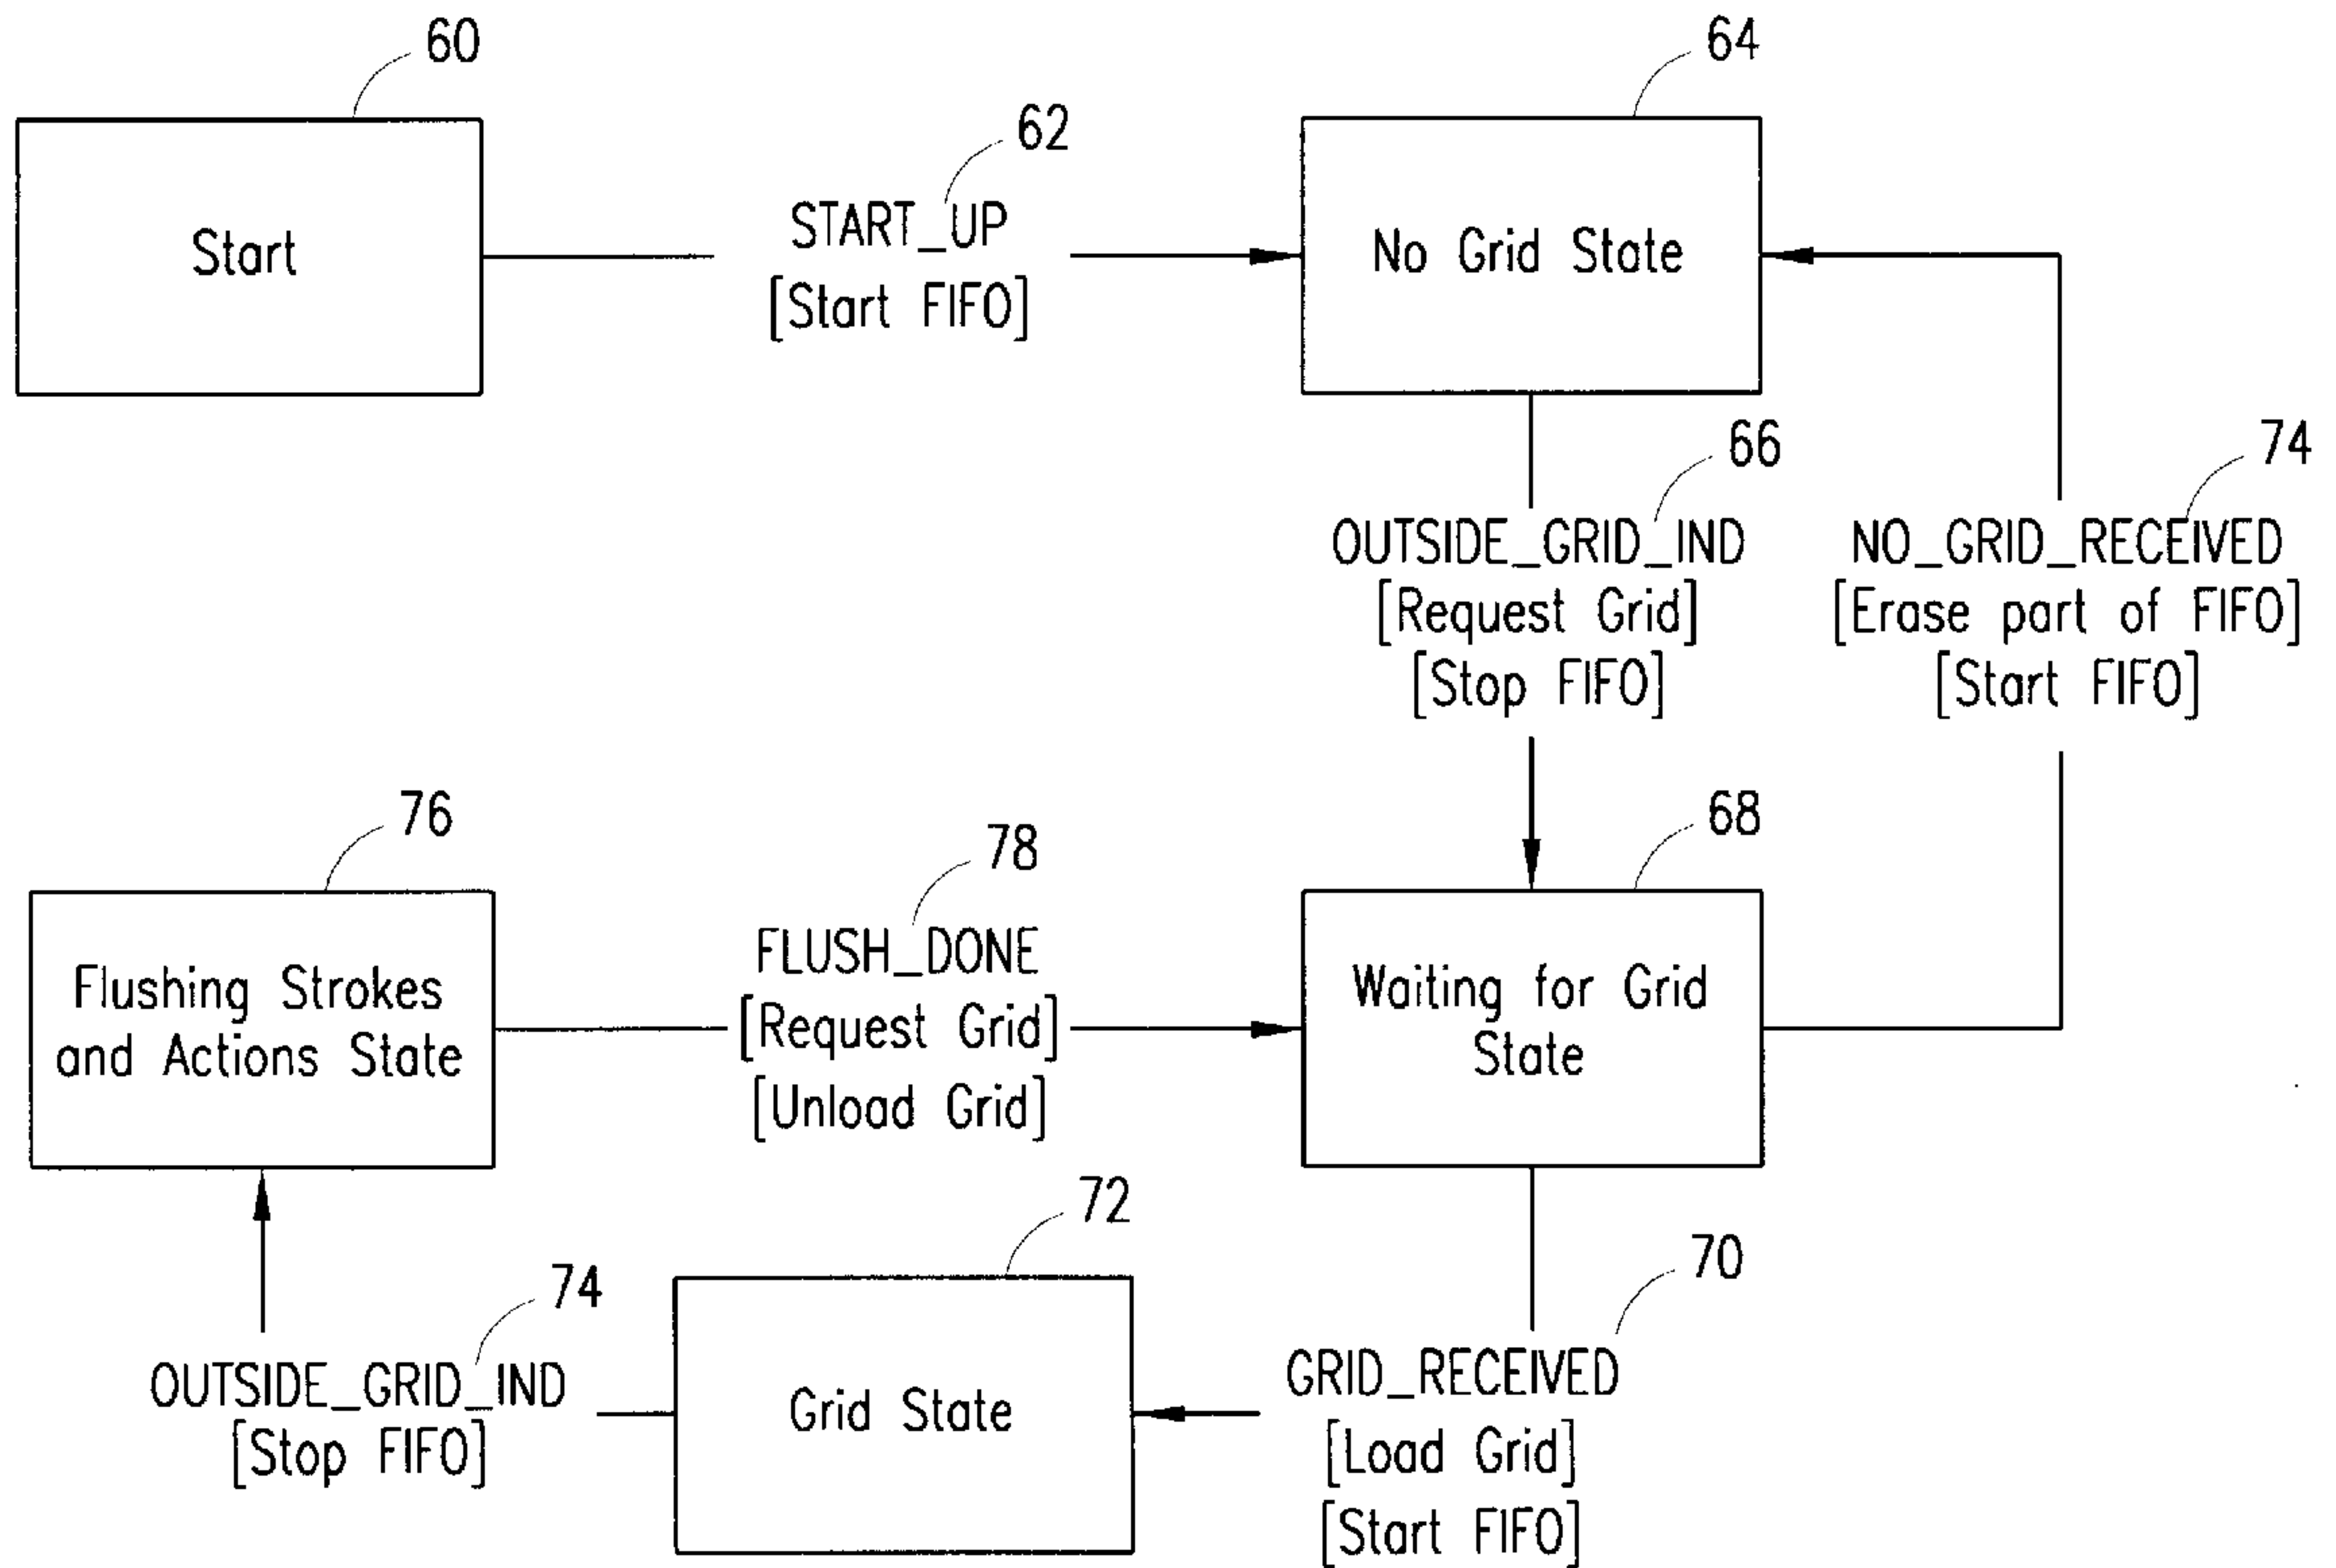 60
64
62
Start
START_UP
[Start FIFO]
No Grid State
66
74
OUTSIDE_GRID_IND
[Request Grid]
[Stop FIFO]
NO_GRID_RECEIVED
[Erase part of FIFO]
[Start FIFO]
76
78
68
Flushing Strokes
and Actions State
FLUSH_DONE
[Request Grid]
[Unload Grid]
Waiting for Grid
State
72
70
74
OUTSIDE_GRID_IND
[Stop FIFO]
Grid State
GRID_RECEIVED
[Load Grid]
[Start FIFO]